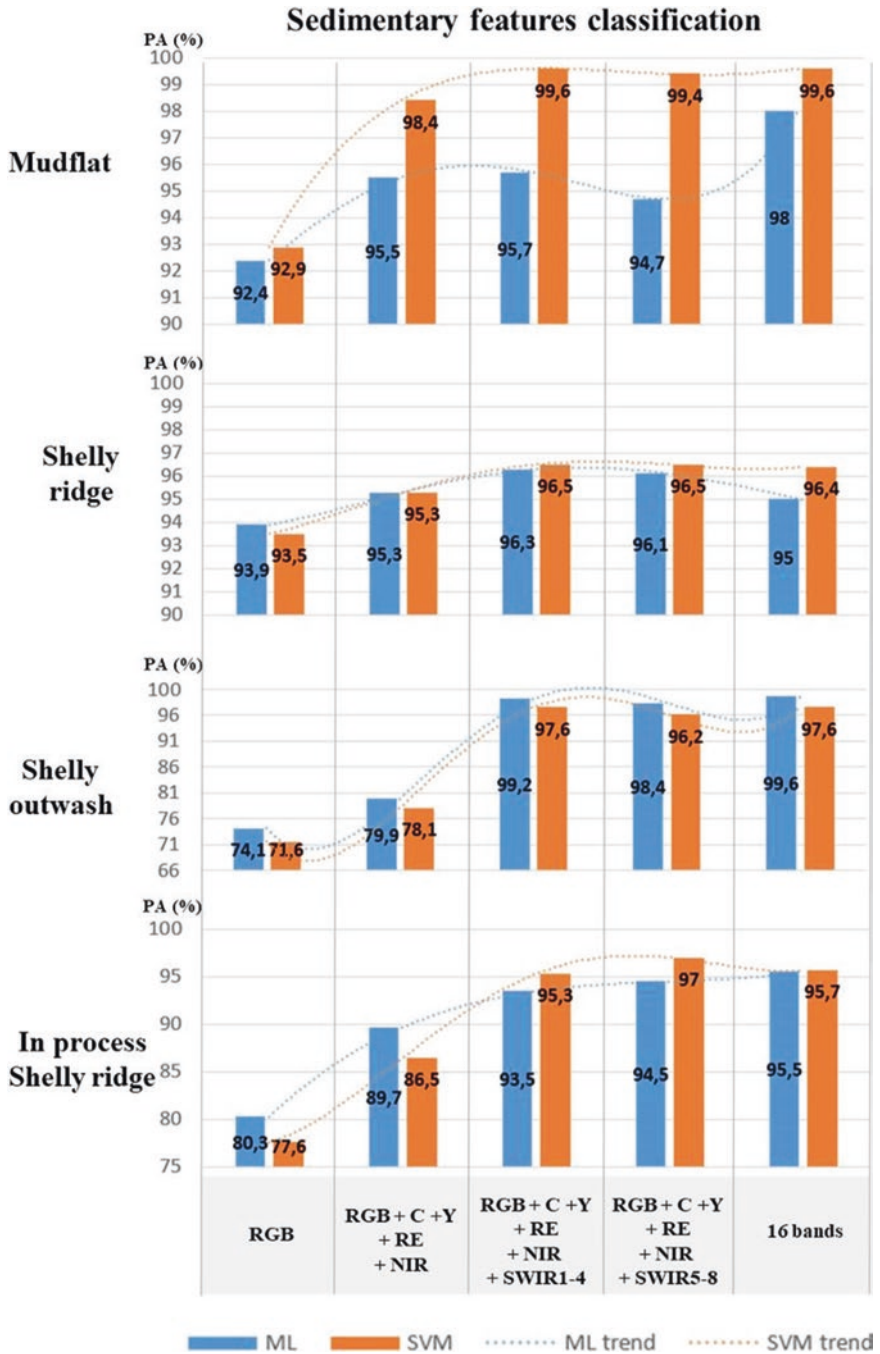 Sedimentary features classification
PA (%)
100
99
98
97
96
95
94
93
92
91
90
Mudflat
92,4
92,9
95,5
98,4
95,7
99,6
94,7
99,4
98
99,6
PA (%)
100
99
98
97
96
95
94
93
92
91
90
Shelly
ridge
93,9
93,5
95,3
95,3
96,3
96,5
96,1
96,5
95
96,4
PA (%)
100
96
91
86
81
76
71
66
Shelly
outwash
74,1
71,6
79,9
78,1
99,2
97,6
98,4
96,2
99,6
97,6
PA (%)
100
95
90
85
80
75
In process
Shelly ridge
80,3
77,6
89,7
86,5
93,5
95,3
94,5
97
95,5
95,7
RGB
RGB + C +Y
+ RE
+ NIR
RGB + C +Y
+ RE
+ NIR
+ SWIR1-4
RGB + C +Y
+ RE
+ NIR
+ SWIR5-8
16 bands
ML
SVM
ML trend
SVM trend